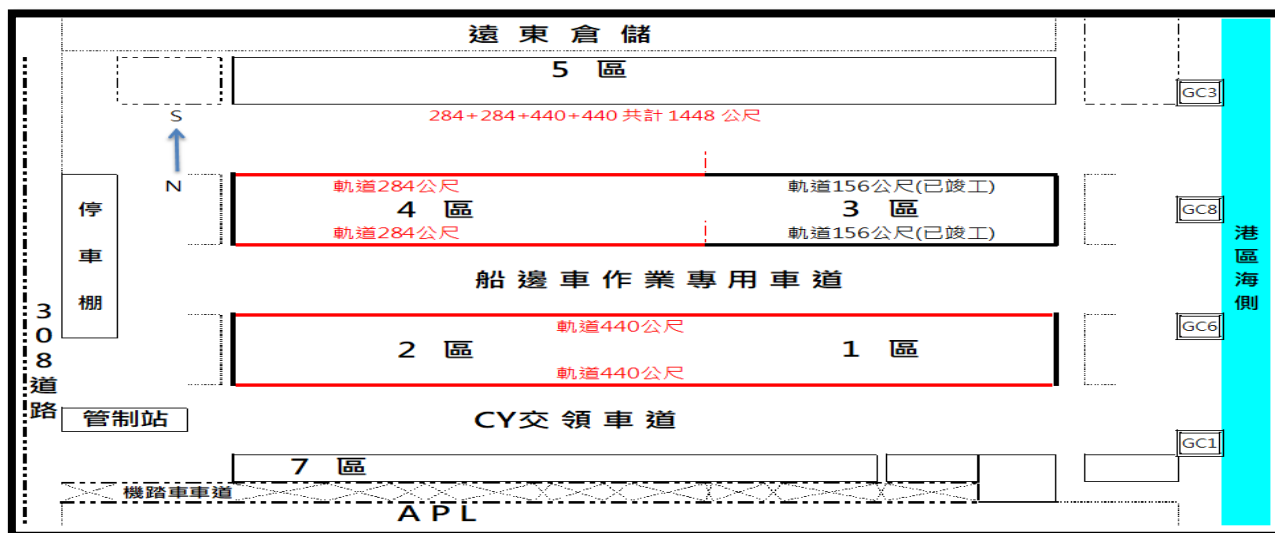 遠東倉儲
5 區
GC3
284+284+440+440 共計 1448 公尺
S
N
軌道284公尺
軌道156公尺(已竣工)
停車棚
4 區
3 區
GC8
軌道284公尺
軌道156公尺(已竣工)
港區海側
船邊車作業專用車道
308道路
軌道440公尺
GC6
2 區
1 區
軌道440公尺
管制站
CY交領車道
GC1
7 區
機踏車車道
APL